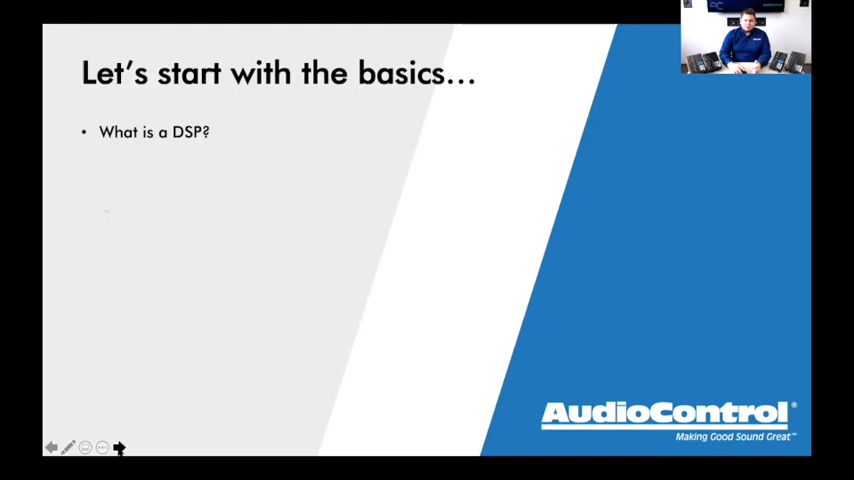 Let's start with the basics...
• What is a DSP?
AudioControl®
Making Good Sound Great™